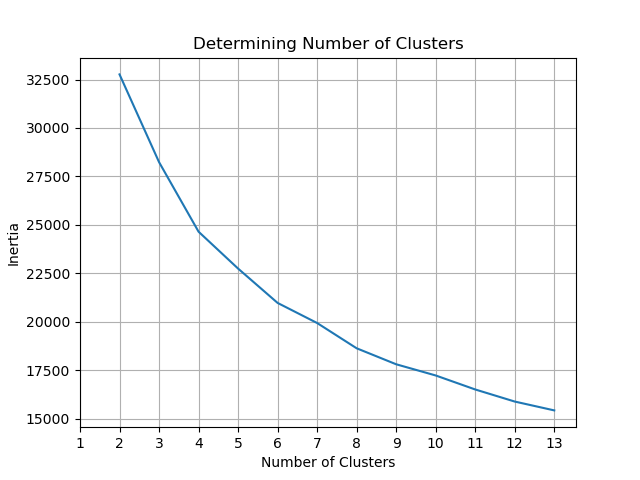 Determining Number of Clusters
32500
30000
27500
25000
22500
20000
17500
15000
Inertia
1 2 3 4 5 6 7 8 9 10 11 12 13
Number of Clusters